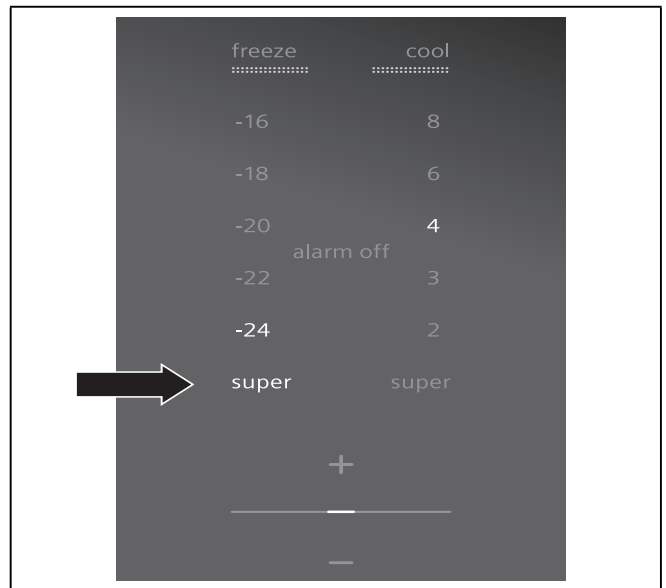 freeze cool
-16 8
-18 6
-20 4
alarm off
-22 3
-24 2
super super
+
–